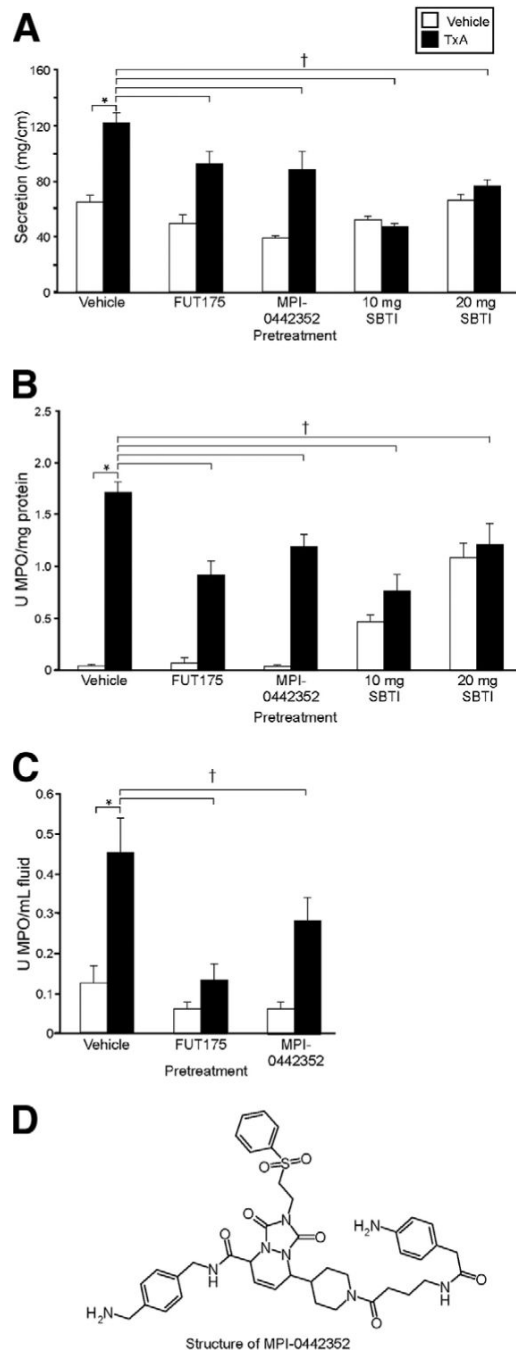 A
Vehicle
TxA
†
*
160
120
80
40
0
Secretion (mg/cm)
Vehicle
FUT175
MPI-
0442352
10 mg
SBTI
20 mg
SBTI
Pretreatment
B
†
*
2.5
2.0
1.5
1.0
0.5
0
U MPO/mg protein
Vehicle
FUT175
MPI-
0442352
10 mg
SBTI
20 mg
SBTI
Pretreatment
C
†
*
0.6
0.5
0.4
0.3
0.2
0.1
0
U MPO/mL fluid
Vehicle
FUT175
MPI-
0442352
Pretreatment
D
O
S
O
O
N
O
H2N
O
N
N
N
H
N
H
O
H2N
N
O
Structure of MPI-0442352